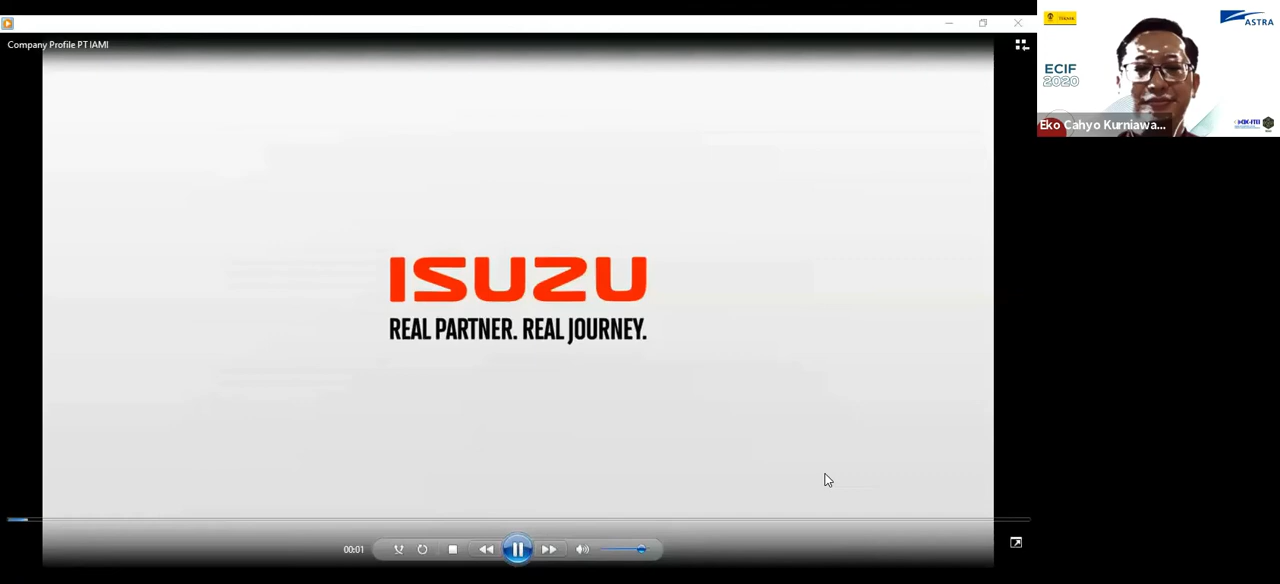 Company Profile PT IAMI
ISUZU
REAL PARTNER. REAL JOURNEY.
00:01
ASTRA
ECIF
2020
Eko Cahyo Kurniawa...